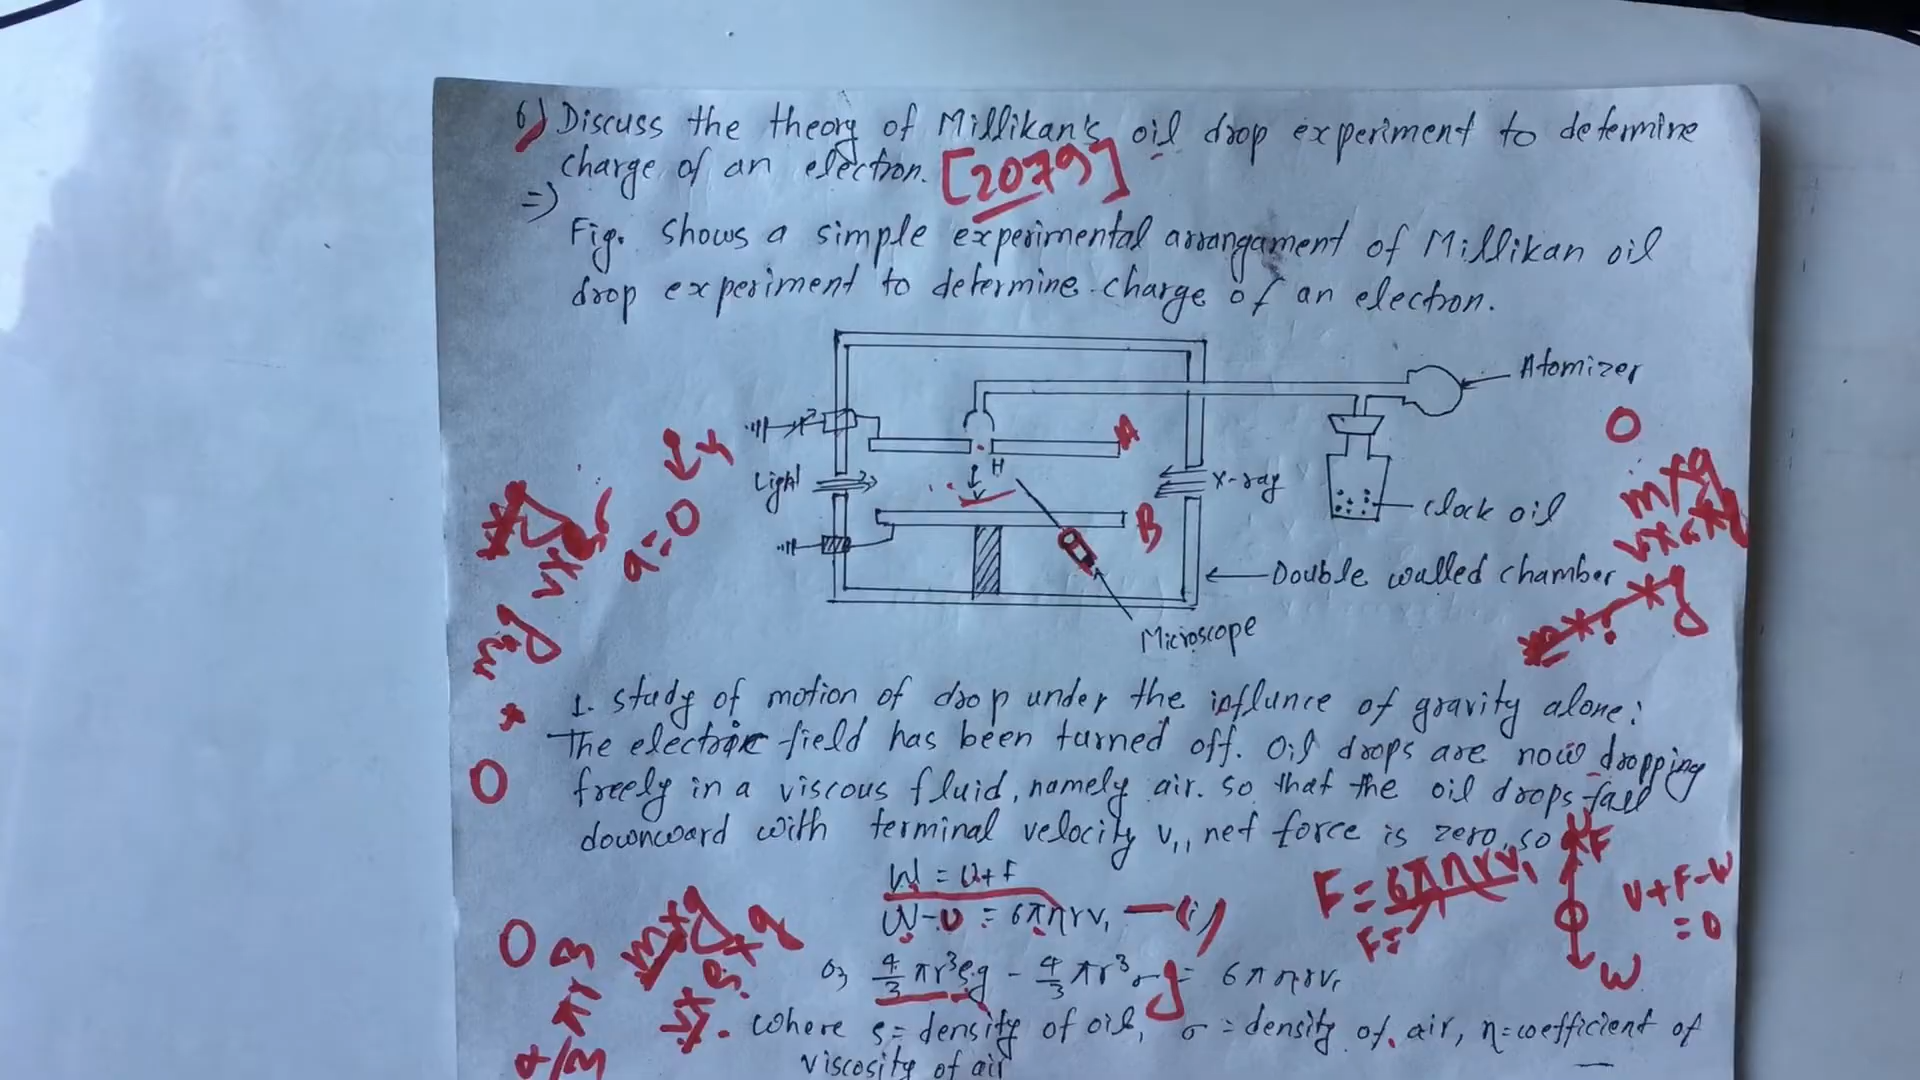 6) Discuss the theory of Millikan's oil drop experiment to determine
charge of an electron. [2079]
=)
Fig. shows a simple experimental arrangament of Millikan oil
drop experiment to determine charge of an electron.
Atomizer
A
H
Light
X-ray
clock oil
B
Double walled chamber
Microscope
a=0
1. study of motion of drop under the influnce of gravity alone:
The electric field has been turned off. Oil drops are now dropping
freely in a viscous fluid, namely air. so that the oil drops fall
downward with terminal velocity v₁, net force is zero, so
W = U+F
W-U = 6πηrv₁ —(i)
F = 6πηrv₁
F=
U F
U+F-W
= 0
W
or, 4/3 πr³ρg - 4/3 πr³σg = 6πηrv₁
Where ρ = density of oil, σ = density of air, η = coefficient of
viscosity of air